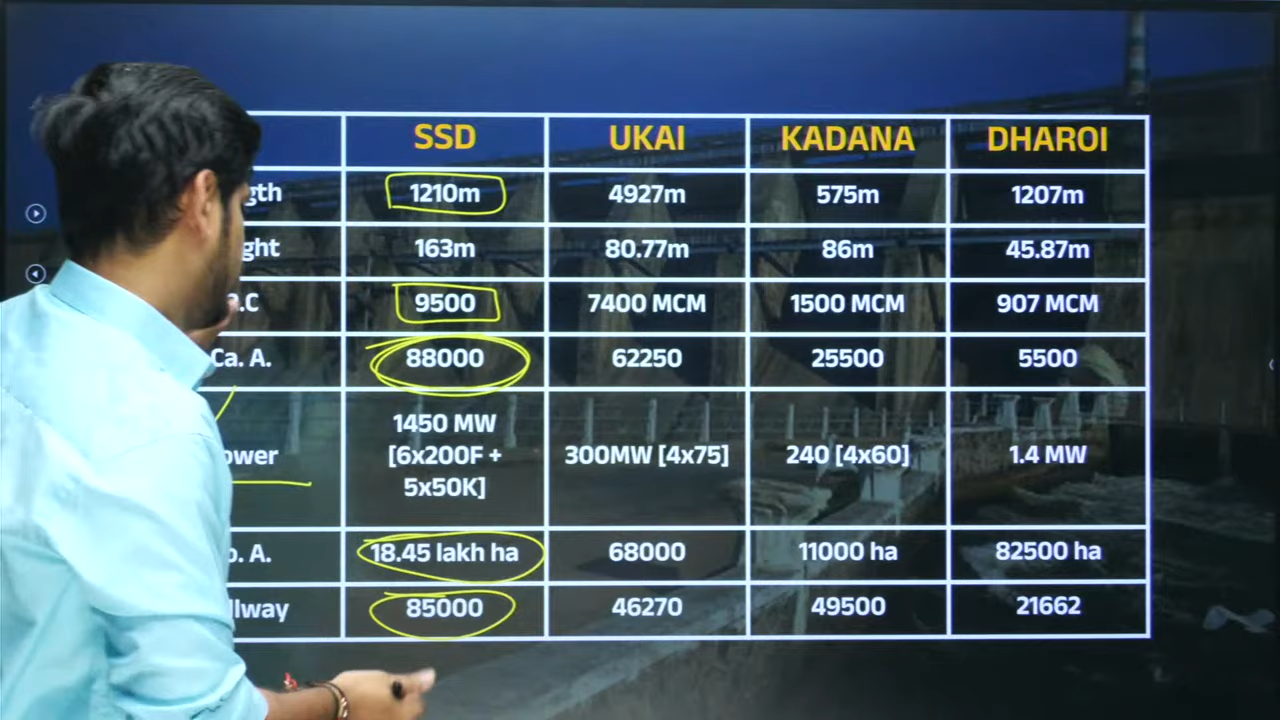 SSD UKAI KADANA DHAROI
gth 1210m 4927m 575m 1207m
ght 163m 80.77m 86m 45.87m
.C 9500 7400 MCM 1500 MCM 907 MCM
Ca. A. 88000 62250 25500 5500
ower 1450 MW
[6x200F +
5x50K] 300MW [4x75] 240 [4x60] 1.4 MW
. A. 18.45 lakh ha 68000 11000 ha 82500 ha
llway 85000 46270 49500 21662